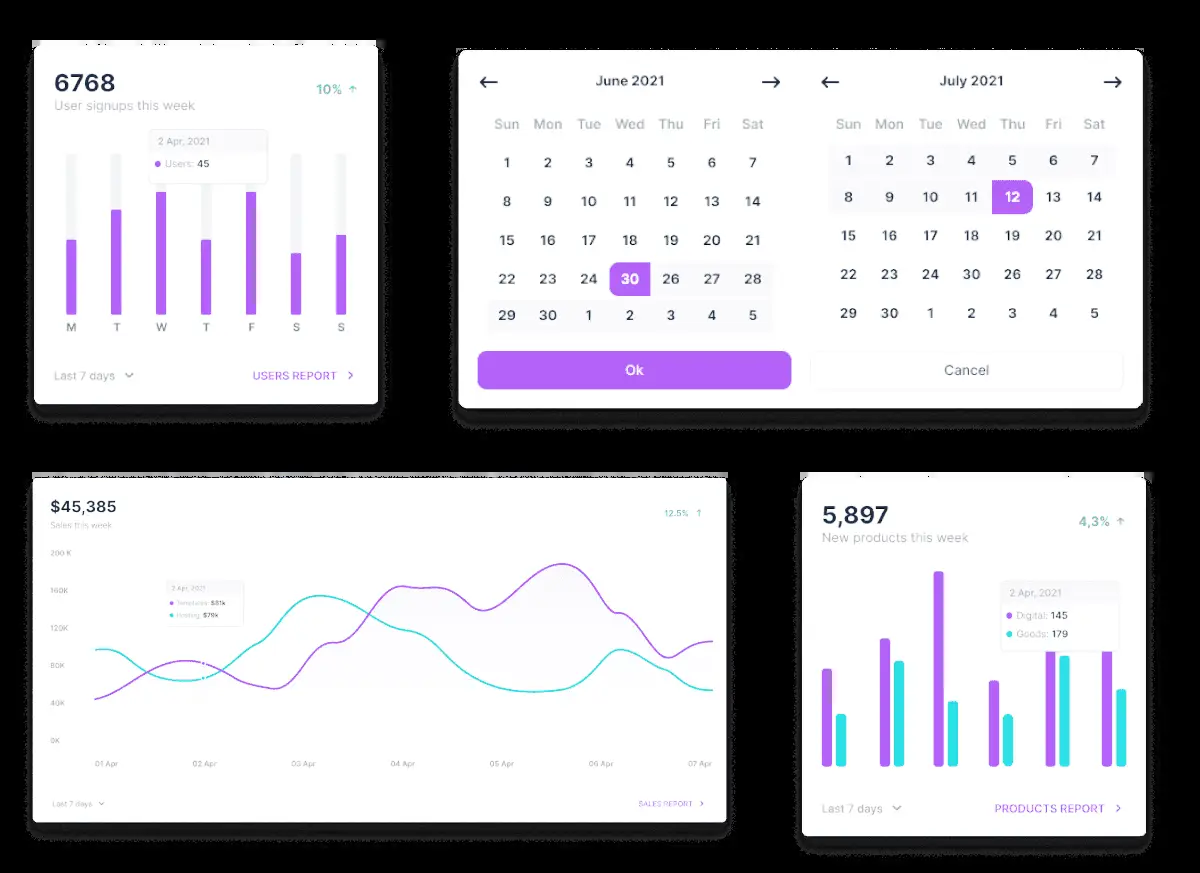 6768
10% ↑
User signups this week
2 Apr, 2021
Users: 45
M T W T F S S
Last 7 days
USERS REPORT
June 2021
Sun Mon Tue Wed Thu Fri Sat
1 2 3 4 5 6 7
8 9 10 11 12 13 14
15 16 17 18 19 20 21
22 23 24 30 26 27 28
29 30 1 2 3 4 5
Ok
July 2021
Sun Mon Tue Wed Thu Fri Sat
1 2 3 4 5 6 7
8 9 10 11 12 13 14
15 16 17 18 19 20 21
22 23 24 30 26 27 28
29 30 1 2 3 4 5
Cancel
$45,385
12.5% ↑
Sales this week
200 K
160K
120K
80K
40K
0K
2 Apr, 2021
Templates: $81k
Hosting: $79k
01 Apr 02 Apr 03 Apr 04 Apr 05 Apr 06 Apr 07 Apr
Last 7 days
SALES REPORT
5,897
4,3% ↑
New products this week
2 Apr, 2021
Digital: 145
Goods: 179
Last 7 days
PRODUCTS REPORT